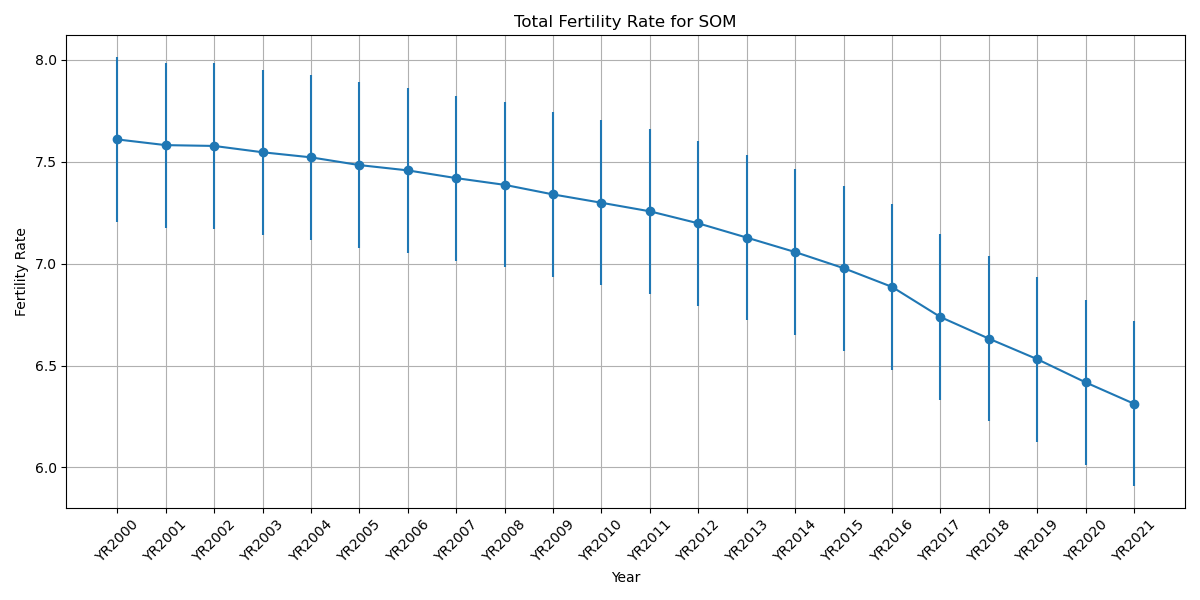 Total Fertility Rate for SOM
Fertility Rate
8.0
7.5
7.0
6.5
6.0
YR2000
YR2001
YR2002
YR2003
YR2004
YR2005
YR2006
YR2007
YR2008
YR2009
YR2010
YR2011
YR2012
YR2013
YR2014
YR2015
YR2016
YR2017
YR2018
YR2019
YR2020
YR2021
Year